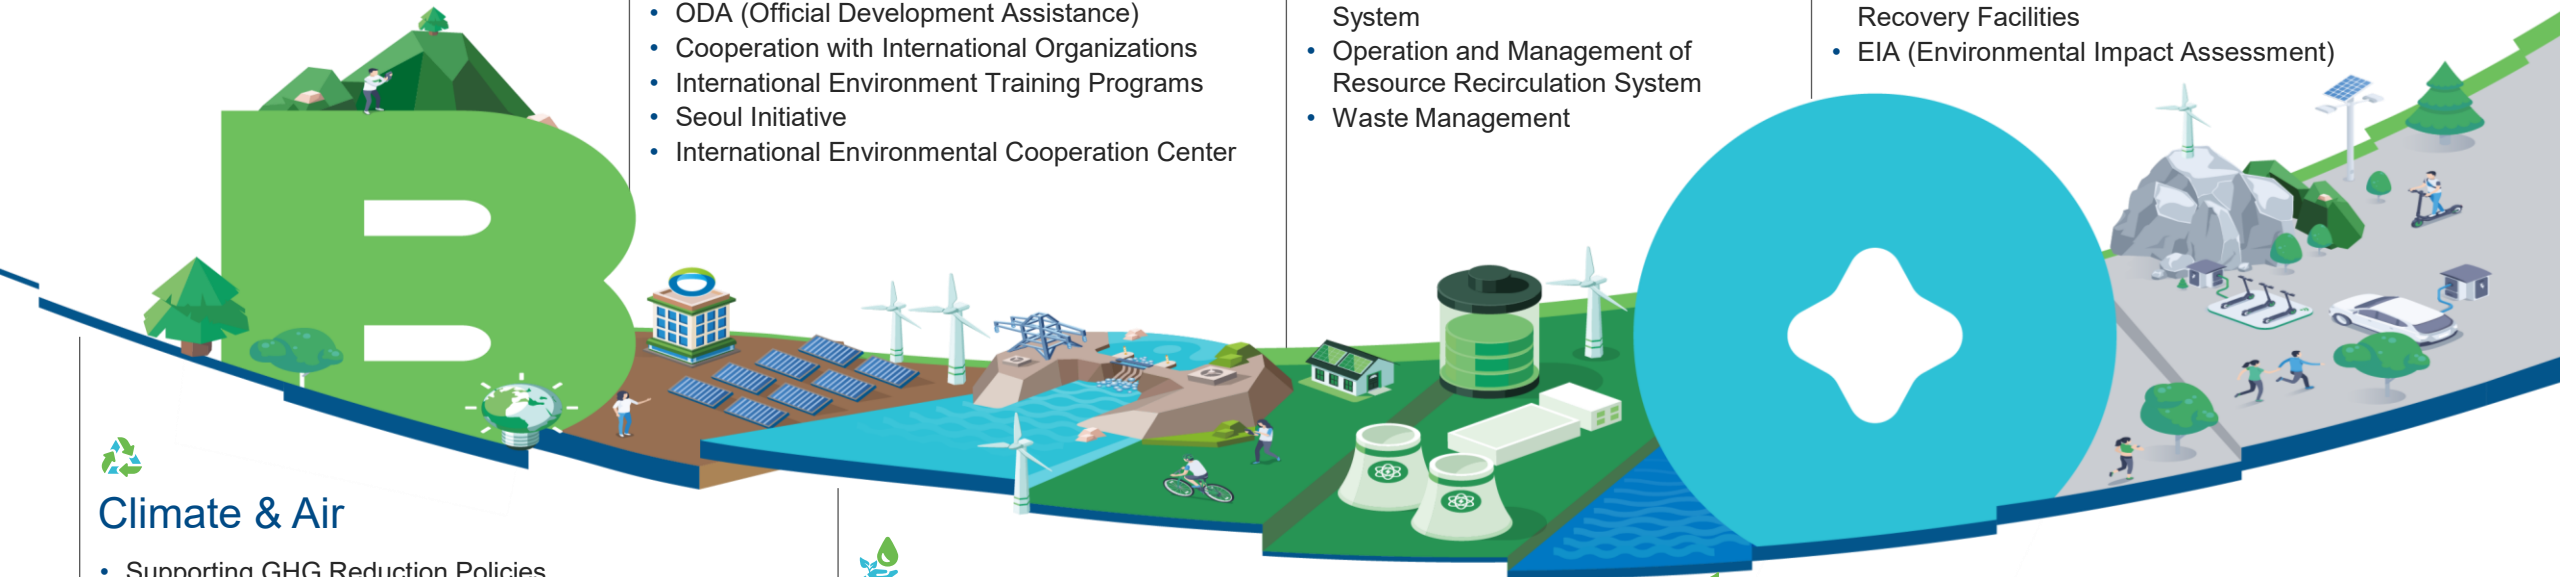 • ODA (Official Development Assistance)
• Cooperation with International Organizations
• International Environment Training Programs
• Seoul Initiative
• International Environmental Cooperation Center
System
• Operation and Management of
Resource Recirculation System
• Waste Management
Recovery Facilities
• EIA (Environmental Impact Assessment)
B
Climate & Air
• Supporting GHG Reduction Policies